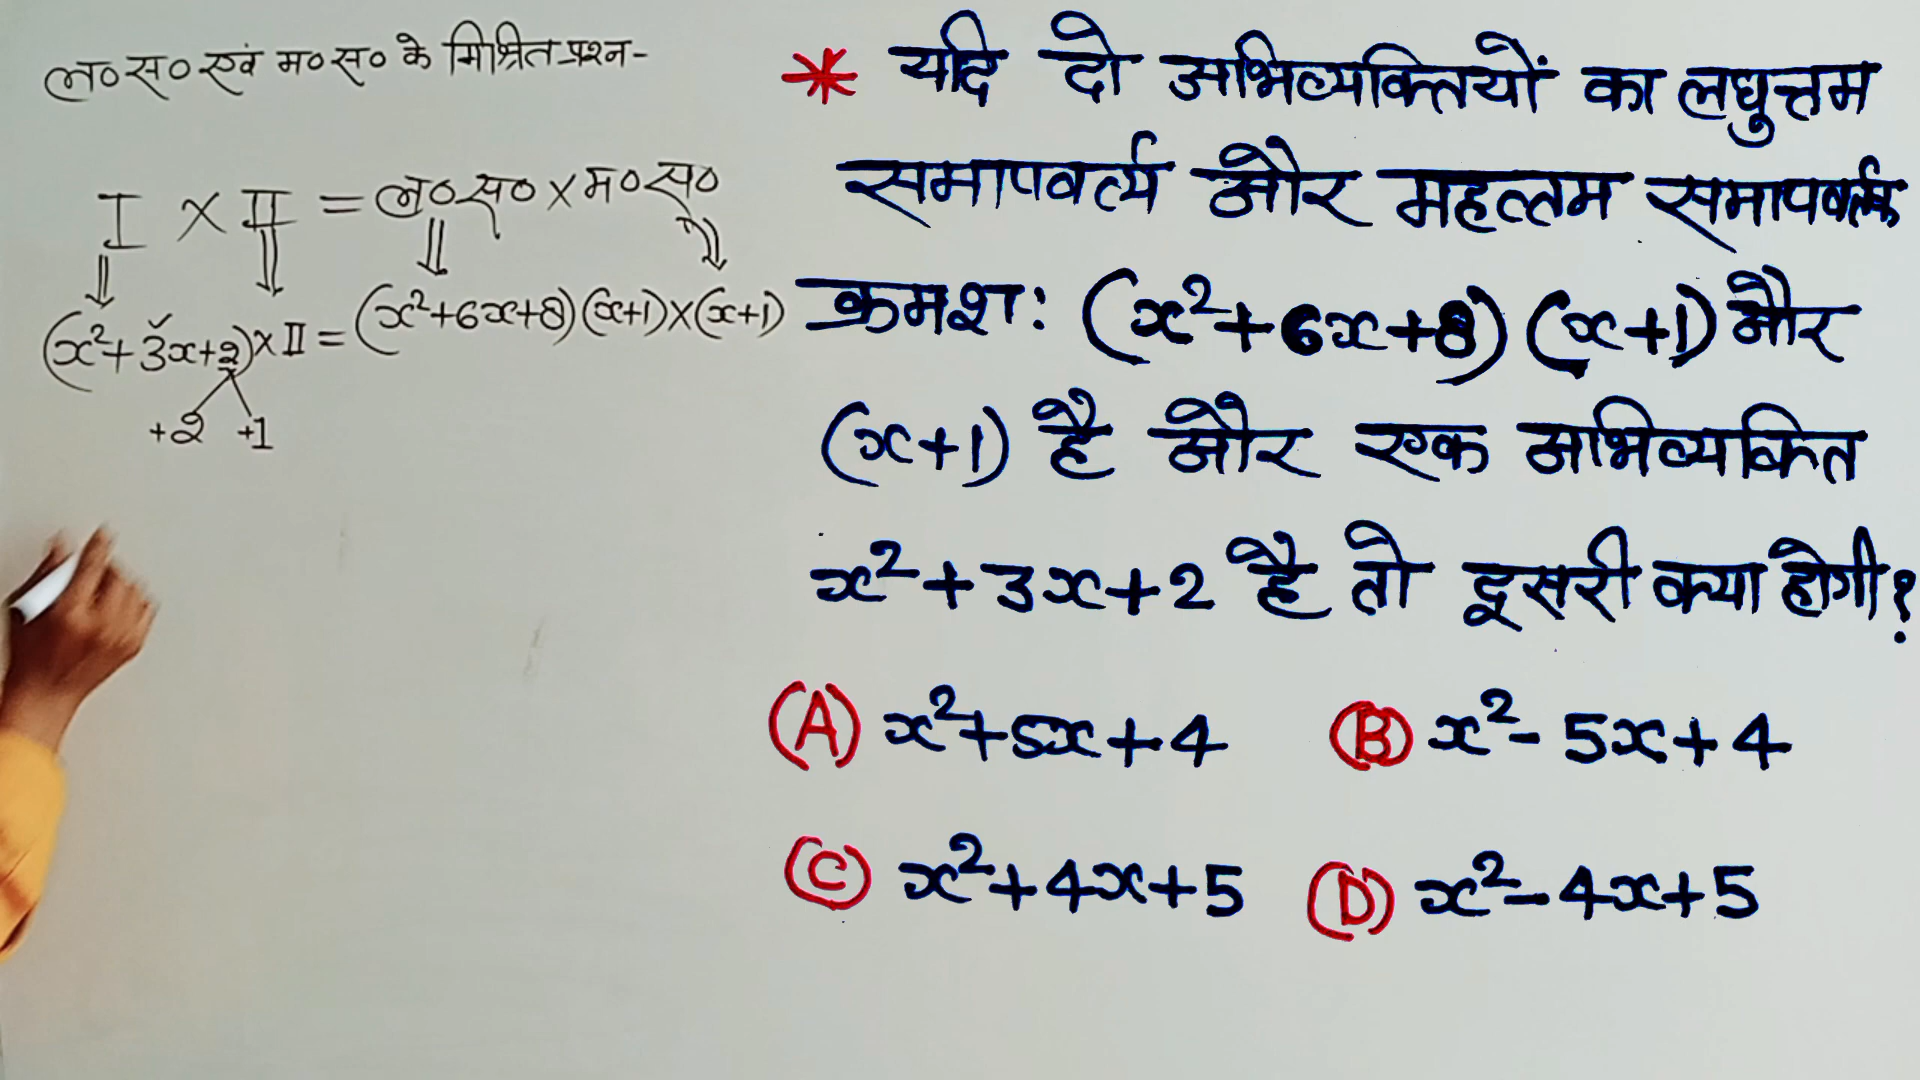 ल०स० एवं म०स० के मिश्रित प्रश्न-
I × II = ल०स० × म०स०
(x²+3x+2)×II = (x²+6x+8)(x+1)×(x+1)
+2 +1
* यदि दो अभिव्यक्तियों का लघुत्तम
समापवर्त्य और महत्तम समापवर्तक
क्रमश: (x²+6x+8)(x+1) और
(x+1) है और एक अभिव्यक्ति
x²+3x+2 है तो दूसरी क्या होगी?
(A) x²+5x+4 (B) x²-5x+4
(C) x²+4x+5 (D) x²-4x+5